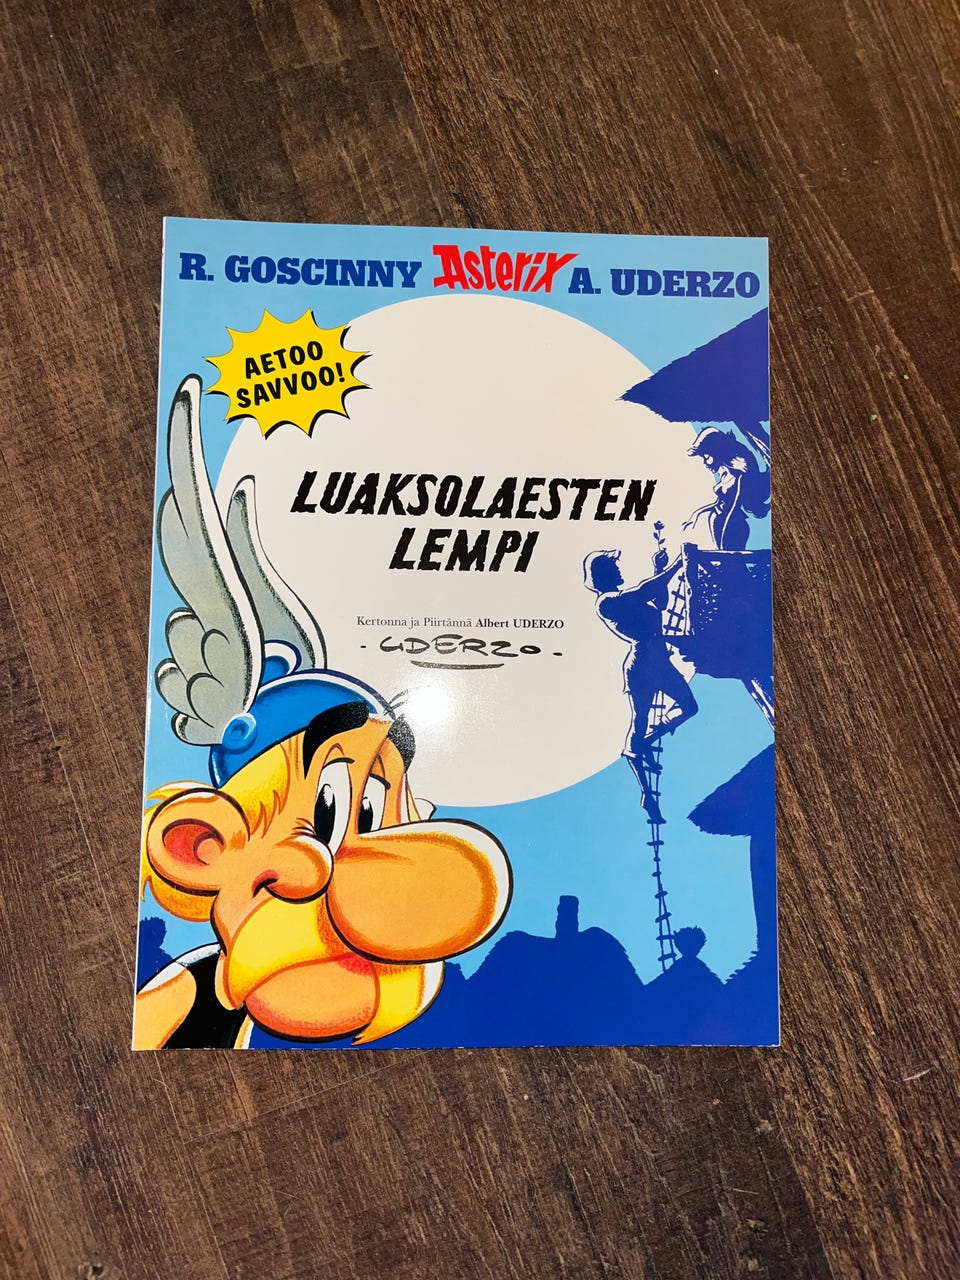 R. GOSCINNY Asterix A. UDERZO
AETOO
SAVVOO!
LUAKSOLAESTEN
LEMPI
Kertonna ja Piirtännä Albert UDERZO
- UDERZO -